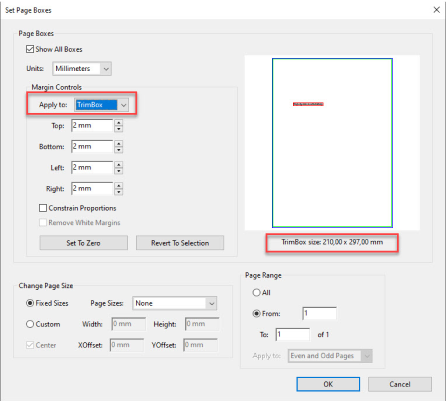 Set Page Boxes
Page Boxes
Show All Boxes
Units: Millimeters
Margin Controls
Apply to: TrimBox
Top: 2 mm
Bottom: 2 mm
Left: 2 mm
Right: 2 mm
Constrain Proportions
Remove White Margins
Set To Zero Revert To Selection
TrimBox size: 210,00 x 297,00 mm
Change Page Size
Fixed Sizes Page Sizes: None
Custom Width: 0 mm Height: 0 mm
Center XOffset: 0 mm YOffset: 0 mm
Page Range
All
From: 1
To: 1 of 1
Apply to: Even and Odd Pages
OK Cancel